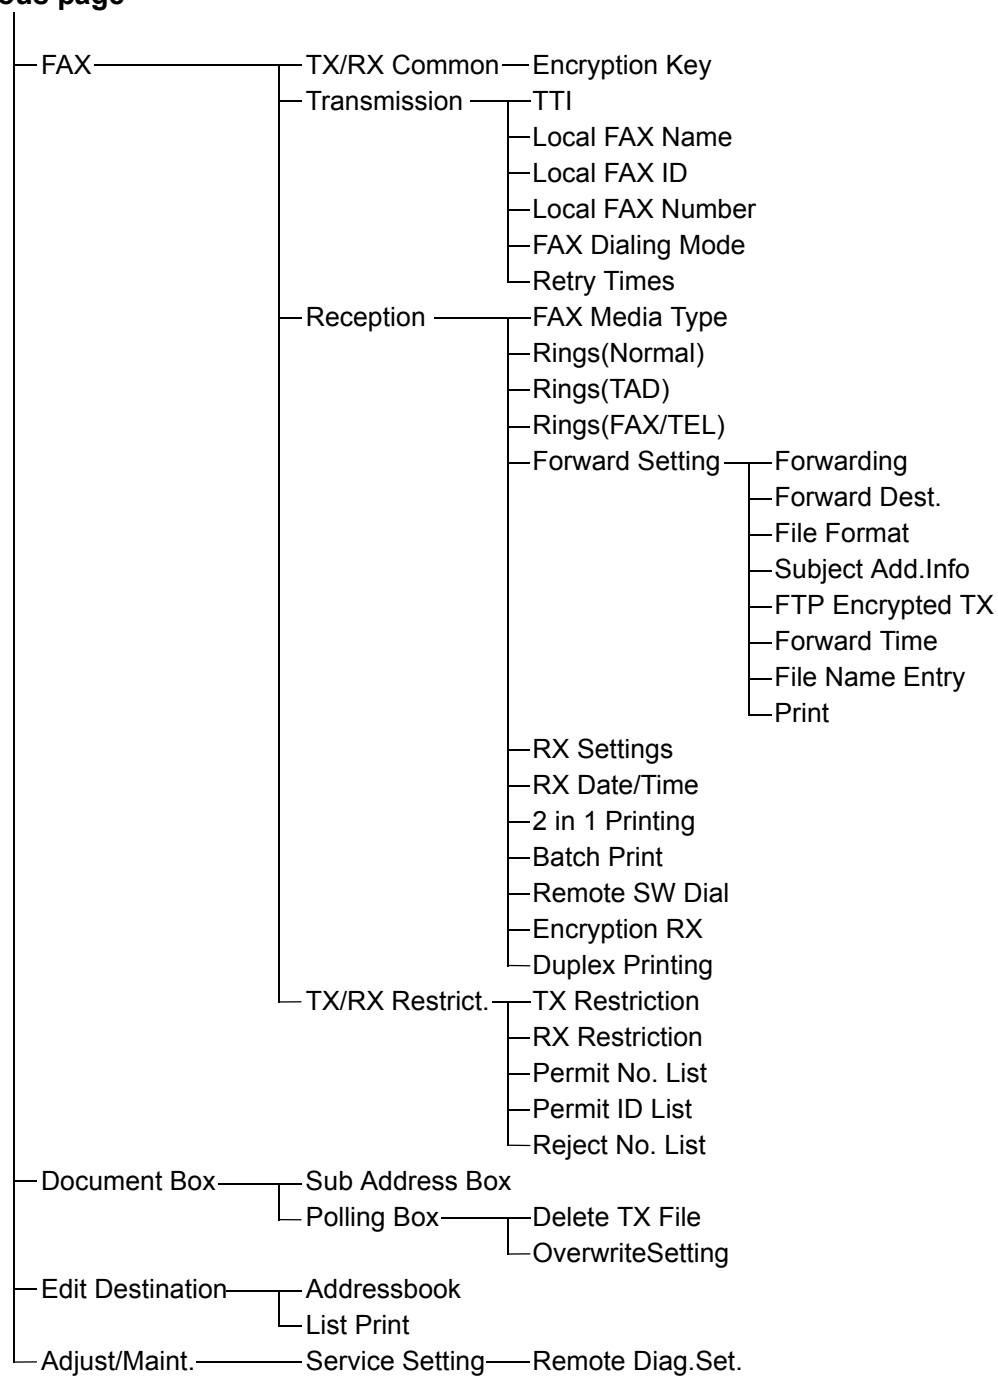 page
FAX TX/RX Common Encryption Key
Transmission TTI
Local FAX Name
Local FAX ID
Local FAX Number
FAX Dialing Mode
Retry Times
Reception FAX Media Type
Rings(Normal)
Rings(TAD)
Rings(FAX/TEL)
Forward Setting Forwarding
Forward Dest.
File Format
Subject Add.Info
FTP Encrypted TX
Forward Time
File Name Entry
Print
RX Settings
RX Date/Time
2 in 1 Printing
Batch Print
Remote SW Dial
Encryption RX
Duplex Printing
TX/RX Restrict. TX Restriction
RX Restriction
Permit No. List
Permit ID List
Reject No. List
Document Box Sub Address Box
Polling Box Delete TX File
OverwriteSetting
Edit Destination Addressbook
List Print
Adjust/Maint. Service Setting Remote Diag.Set.